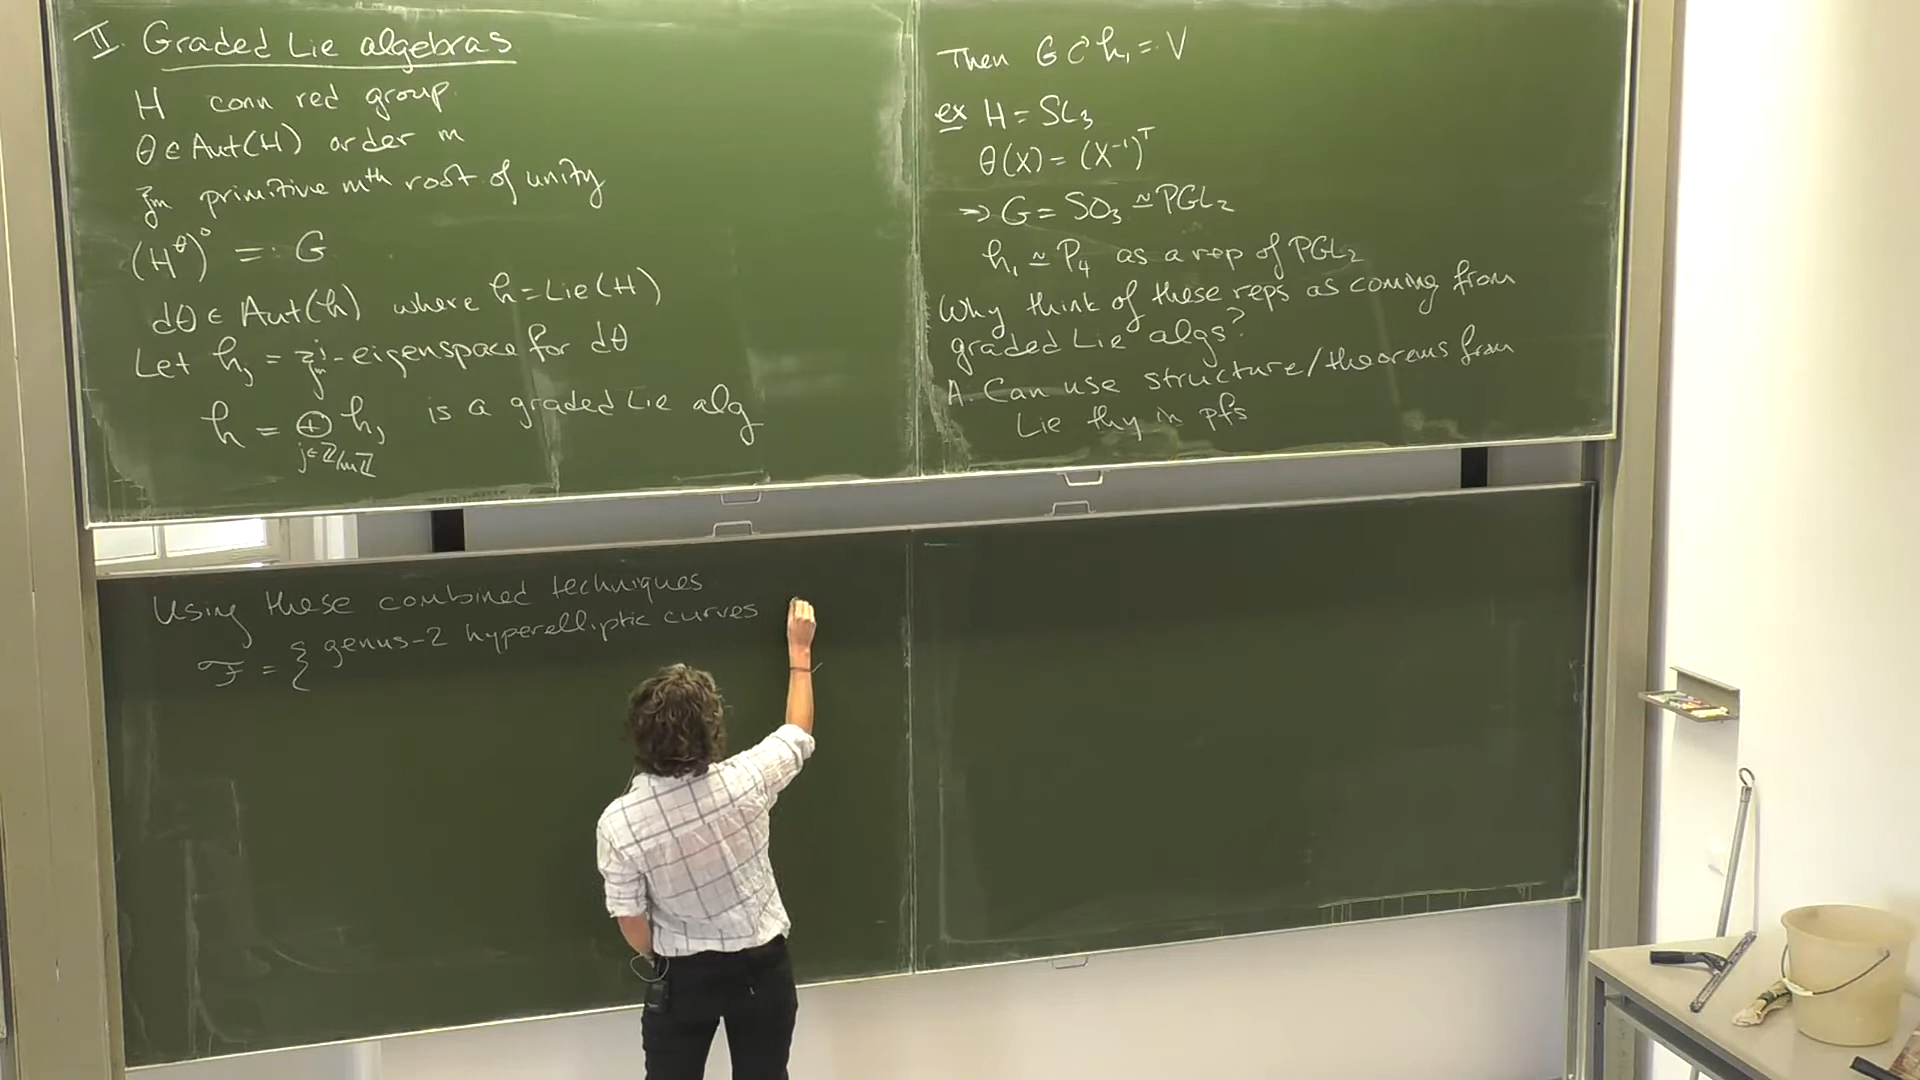 II. Graded Lie algebras
H conn red group
θ ∈ Aut(H) order m
ζₘ primitive mᵗʰ root of unity
(H^θ)° =: G
dθ ∈ Aut(h) where h = Lie(H)
Let hⱼ = ζₘʲ-eigenspace for dθ
h = ⊕ hⱼ is a graded Lie alg
j∈ℤ/mℤ
Then G ↻ h₁ =: V
ex H = SL₃
θ(X) = (X⁻¹)ᵀ
⇒ G = SO₃ ≃ PGL₂
h₁ ≃ P₄ as a rep of PGL₂
Why think of these reps as coming from
graded Lie algs?
A. Can use structure/theorems from
Lie thy in pfs
Using these combined techniques
ℱ = { genus-2 hyperelliptic curves